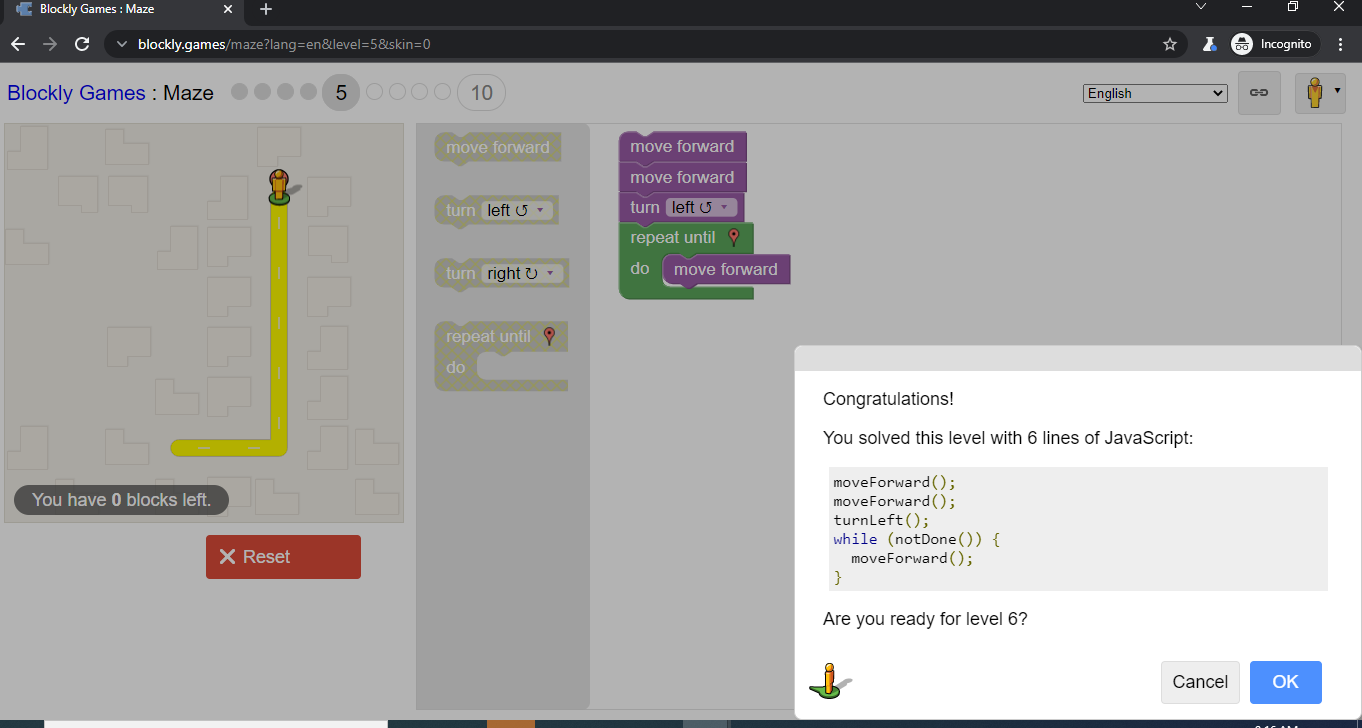 Blockly Games : Maze
blockly.games/maze?lang=en&level=5&skin=0
Incognito
Blockly Games : Maze 5 10
English
move forward
turn left ↺
turn right ↻
repeat until
do
move forward
move forward
turn left ↺
repeat until
do move forward
You have 0 blocks left.
Reset
Congratulations!
You solved this level with 6 lines of JavaScript:
moveForward();
moveForward();
turnLeft();
while (notDone()) {
  moveForward();
}
Are you ready for level 6?
Cancel OK